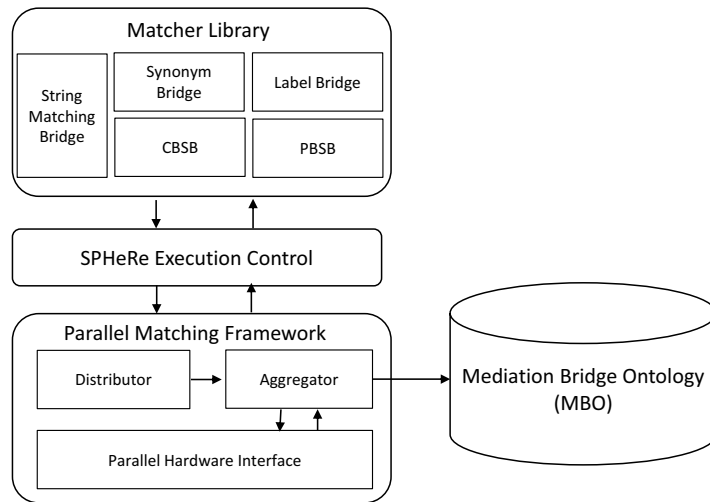 Matcher Library
String
Matching
Bridge
Synonym
Bridge
Label Bridge
CBSB
PBSB
SPHeRe Execution Control
Parallel Matching Framework
Distributor
Aggregator
Parallel Hardware Interface
Mediation Bridge Ontology
(MBO)